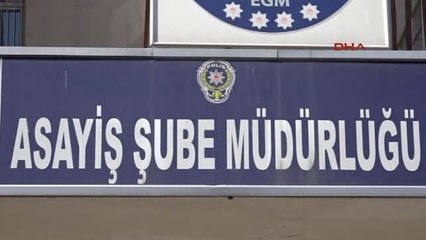 EGM
DHA
POLİS
ASAYİŞ ŞUBE MÜDÜRLÜĞÜ